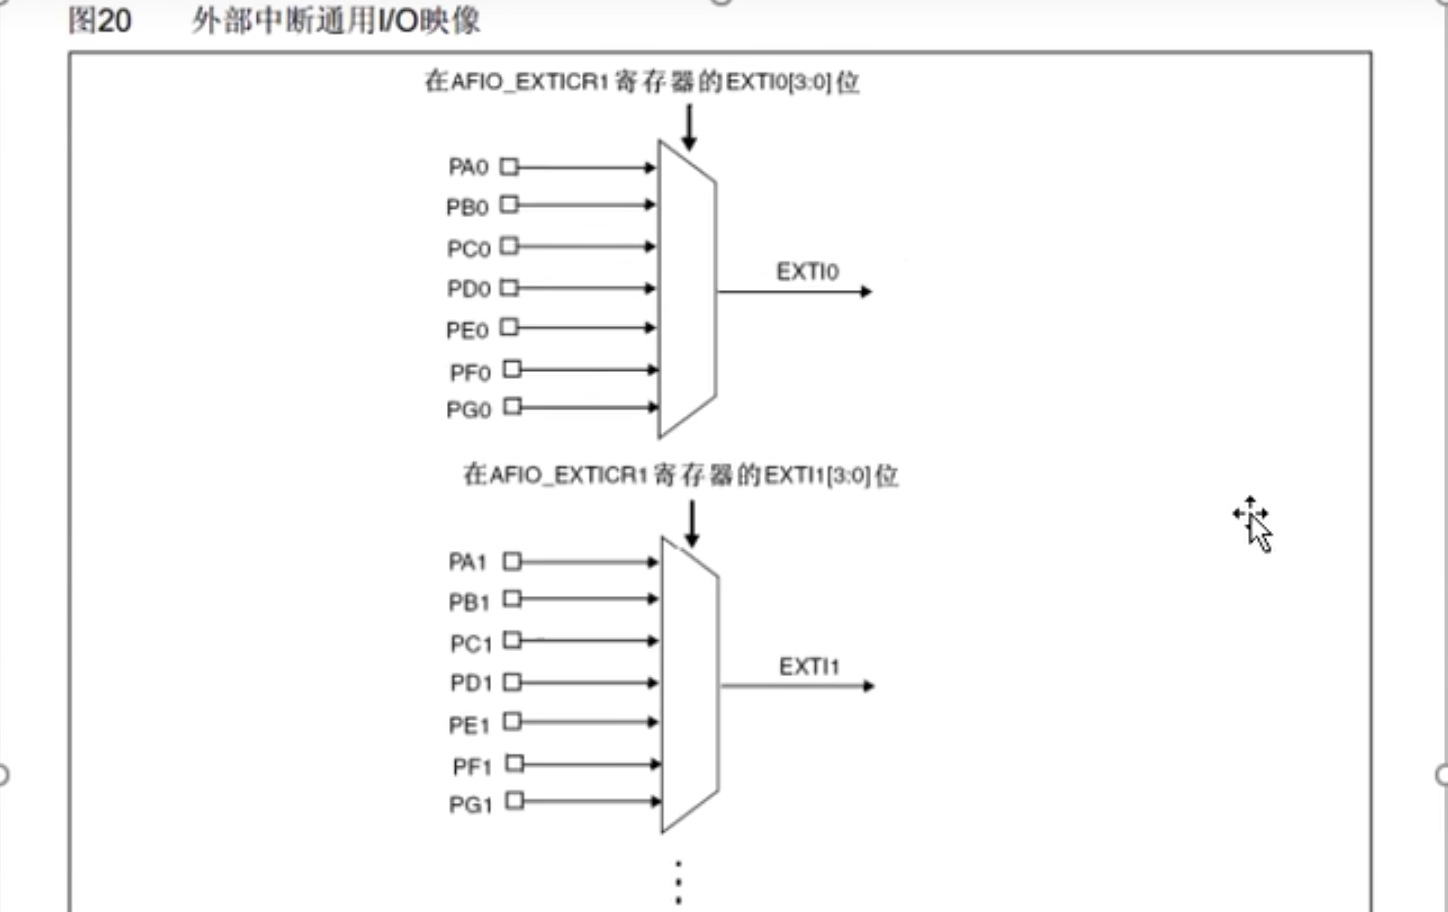 图20 外部中断通用I/O映像
在AFIO_EXTICR1寄存器的EXTI0[3:0]位
PA0
PB0
PC0
PD0
EXTI0
PE0
PF0
PG0
在AFIO_EXTICR1寄存器的EXTI1[3:0]位
PA1
PB1
PC1
PD1
EXTI1
PE1
PF1
PG1